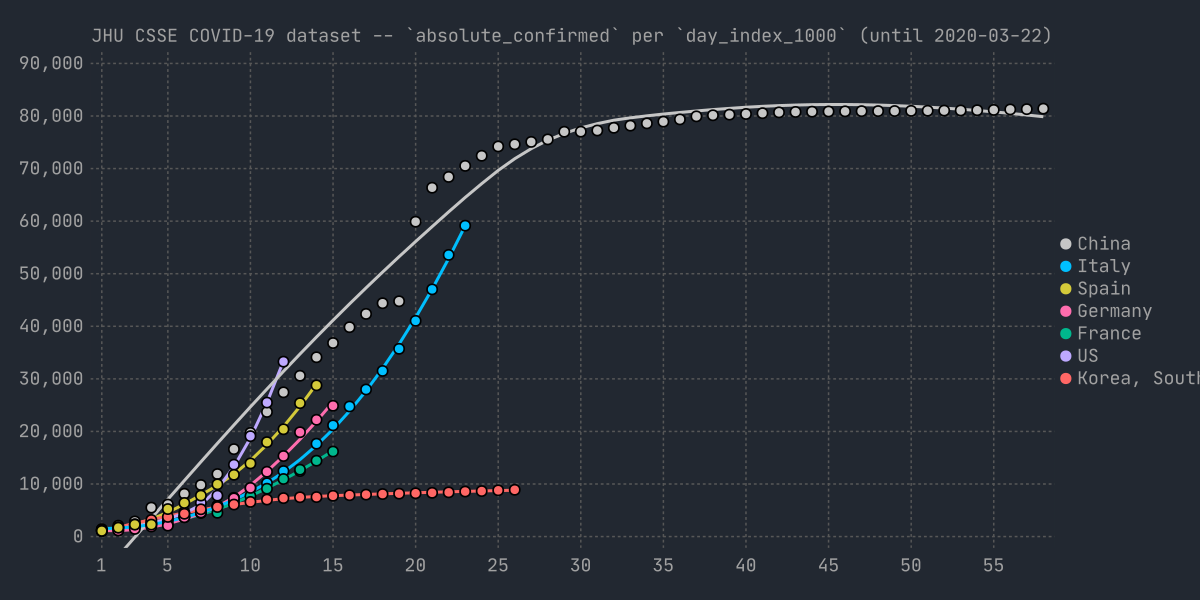 JHU CSSE COVID-19 dataset -- `absolute_confirmed` per `day_index_1000` (until 2020-03-22)
90,000
80,000
70,000
60,000
50,000
40,000
30,000
20,000
10,000
0
1 5 10 15 20 25 30 35 40 45 50 55
China
Italy
Spain
Germany
France
US
Korea, South